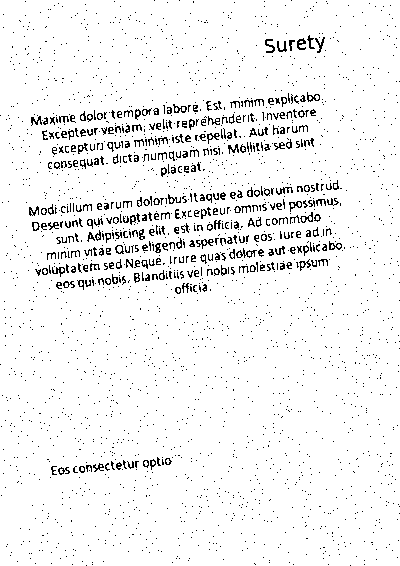 Surety
Maxime dolor tempora labore. Est, minim explicabo.
Excepteur veniam, velit reprehenderit. Inventore
excepturi quia minim iste repellat. Aut harum
consequat. dicta numquam nisi. Mollitia sed sint
placeat.
Modi cillum earum doloribus Itaque ea dolorum nostrud.
Deserunt qui voluptatem Excepteur omnis vel possimus,
sunt. Adipisicing elit, est in officia. Ad commodo
minim vitae Quis eligendi aspernatur eos. Iure ad in
voluptatem sed Neque. Irure quas dolore aut explicabo,
eos qui nobis. Blanditiis vel nobis molestiae ipsum
officia.
Eos consectetur optio